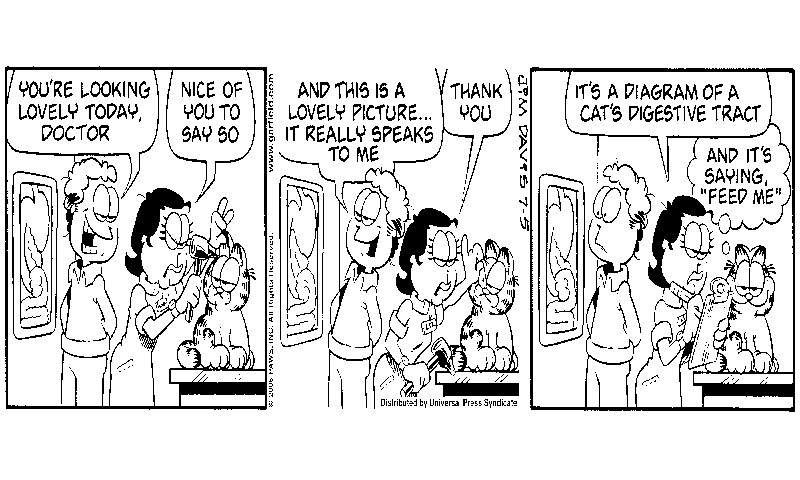 YOU'RE LOOKING
LOVELY TODAY,
DOCTOR
NICE OF
YOU TO
SAY SO
www.garfield.com
© 2006 PAWS, INC. All Rights Reserved.
AND THIS IS A
LOVELY PICTURE...
IT REALLY SPEAKS
TO ME
THANK
YOU
Distributed by Universal Press Syndicate
JIM DAVIS 7-5
IT'S A DIAGRAM OF A
CAT'S DIGESTIVE TRACT
AND IT'S
SAYING,
"FEED ME"